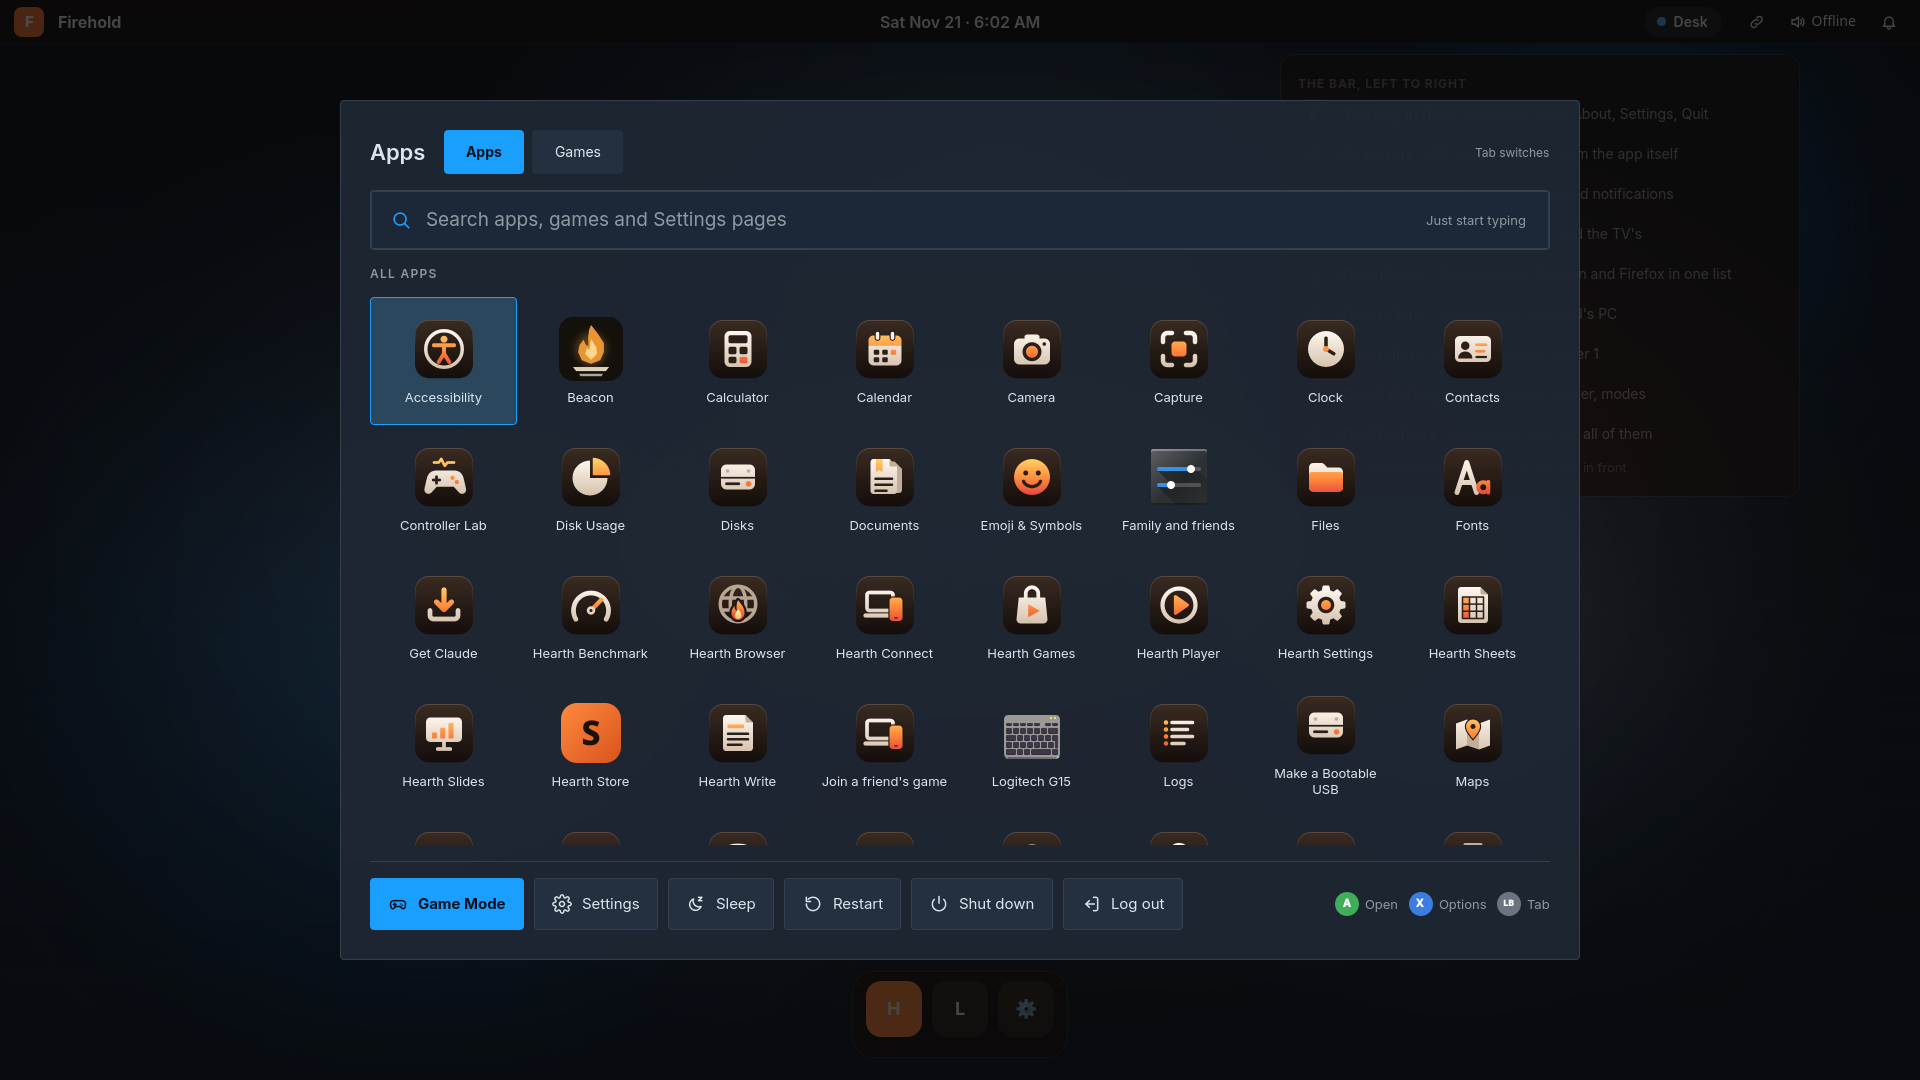 F Firehold
Sat Nov 21 · 6:02 AM
Desk
Offline
THE BAR, LEFT TO RIGHT
About, Settings, Quit
the app itself
notifications
the TV's
and Firefox in one list
PC
1
modes
all of them
in front
Apps
Apps
Games
Tab switches
Search apps, games and Settings pages
Just start typing
ALL APPS
Accessibility
Beacon
Calculator
Calendar
Camera
Capture
Clock
Contacts
Controller Lab
Disk Usage
Disks
Documents
Emoji & Symbols
Family and friends
Files
Fonts
Get Claude
Hearth Benchmark
Hearth Browser
Hearth Connect
Hearth Games
Hearth Player
Hearth Settings
Hearth Sheets
Hearth Slides
S
Hearth Store
Hearth Write
Join a friend's game
Logitech G15
Logs
Make a Bootable
USB
Maps
Game Mode
Settings
Sleep
Restart
Shut down
Log out
A Open
X Options
LB Tab
H
L